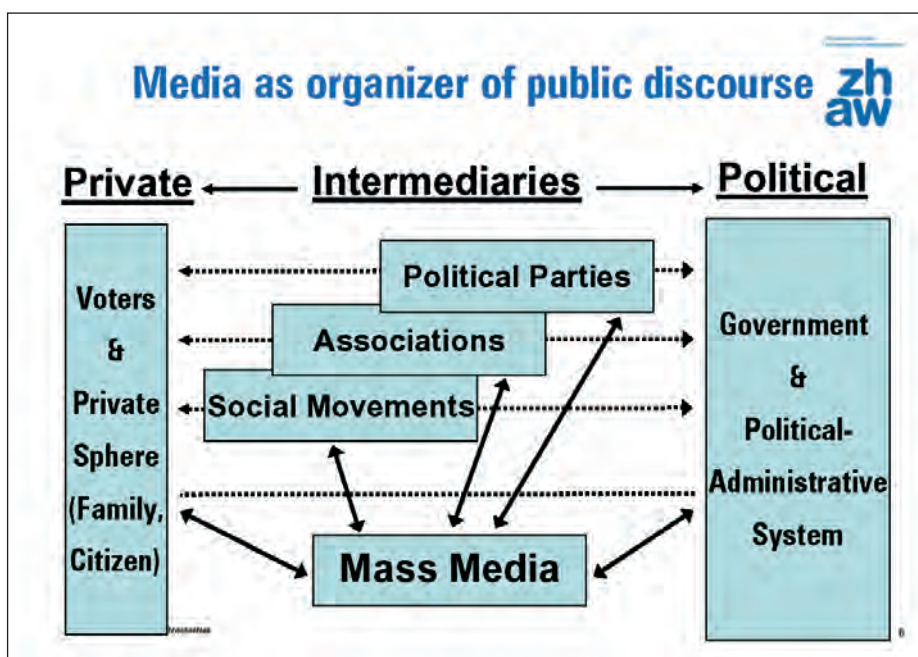 Media as organizer of public discourse
zh
aw
Private
Intermediaries
Political
Political Parties
Associations
Social Movements
Mass Media
Voters
&
Private
Sphere
(Family,
Citizen)
Government
&
Political-
Administrative
System